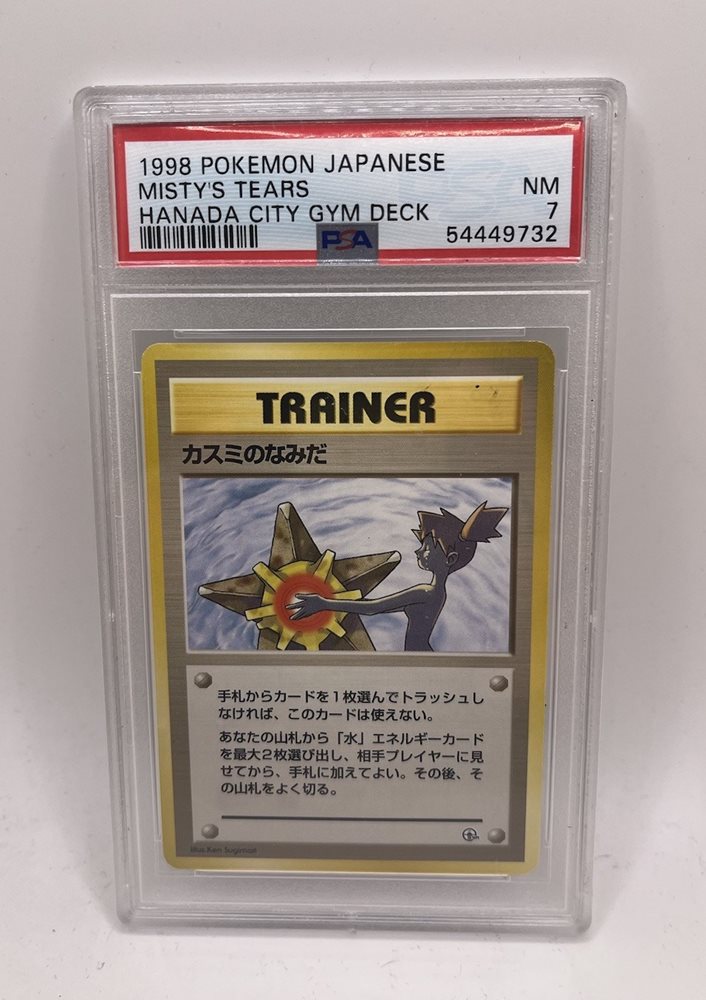 1998 POKEMON JAPANESE
MISTY'S TEARS NM
HANADA CITY GYM DECK 7
PSA 54449732
TRAINER
カスミのなみだ
手札からカードを1枚選んでトラッシュし
なければ、このカードは使えない。
あなたの山札から「水」エネルギーカード
を最大2枚選び出し、相手プレイヤーに見
せてから、手札に加えてよい。その後、そ
の山札をよく切る。
Illus. Ken Sugimori